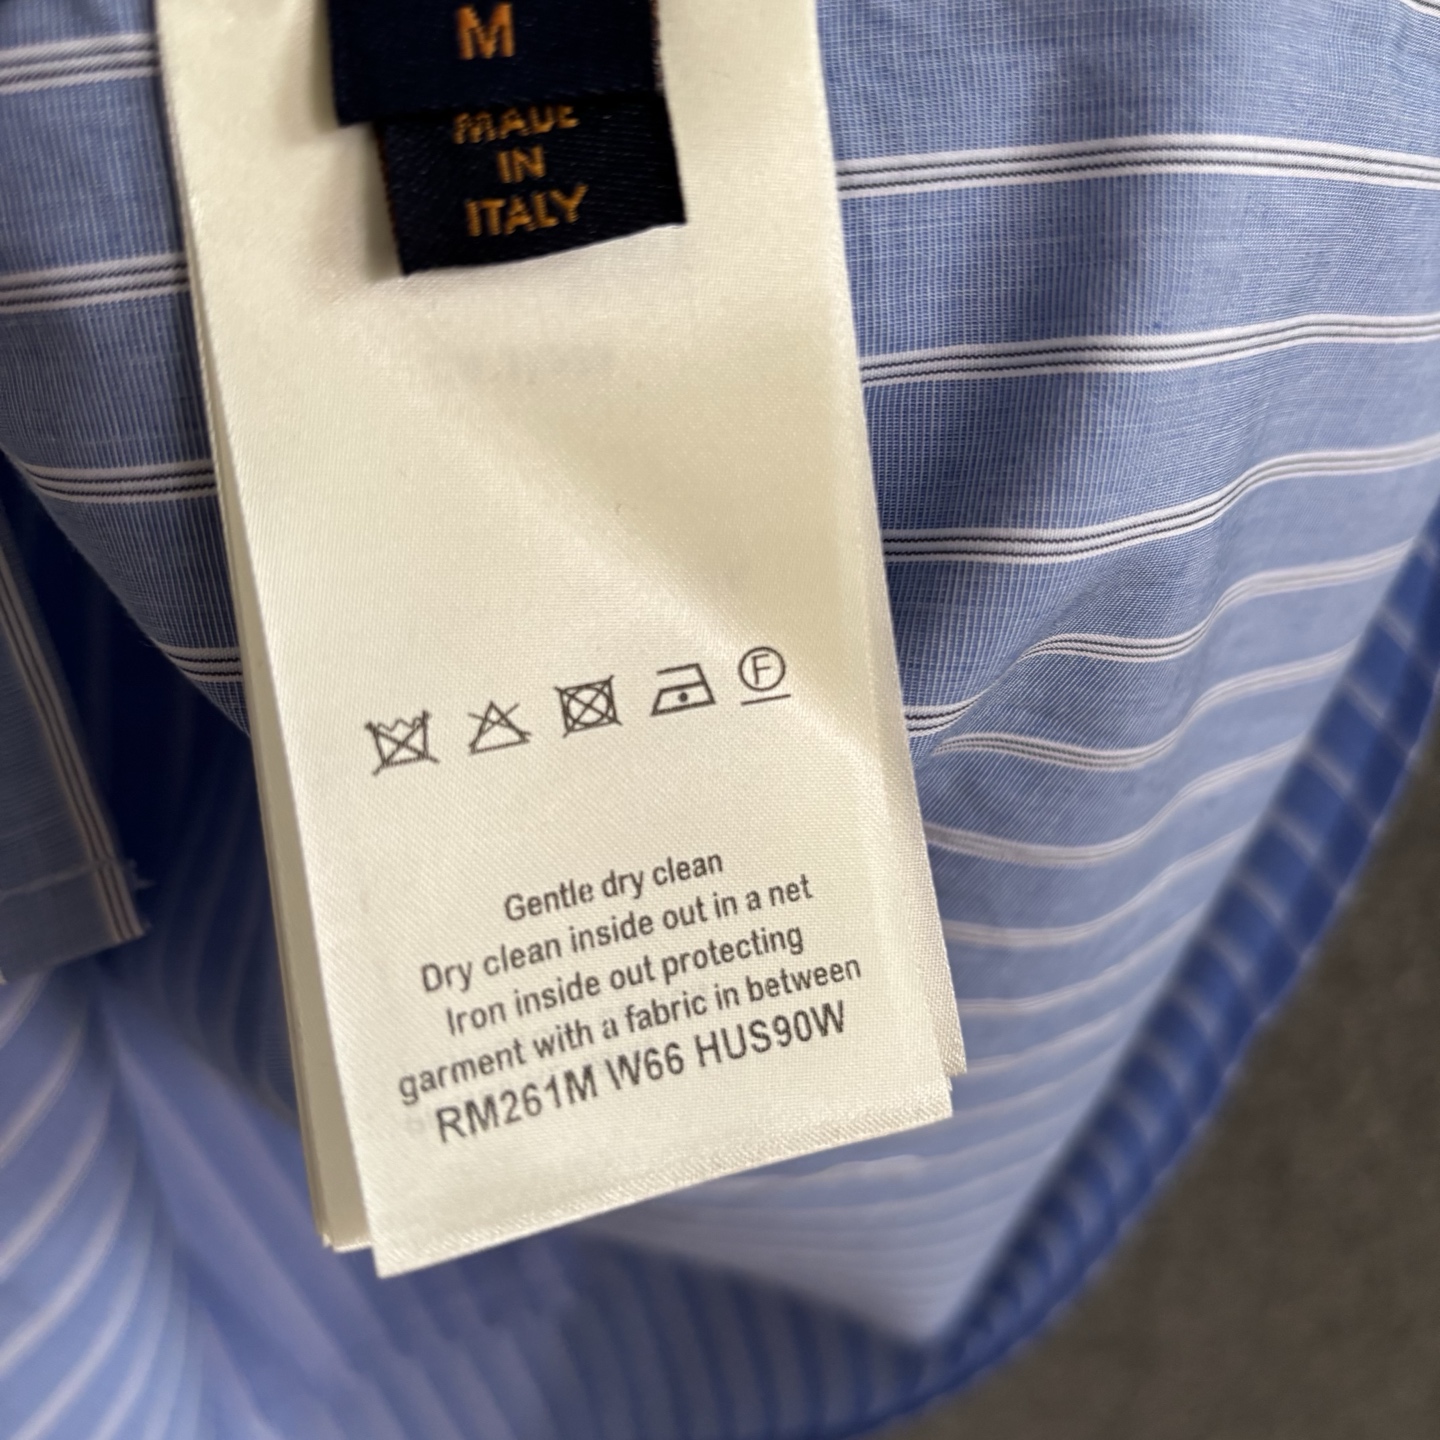 M
MADE
IN
ITALY
F
Gentle dry clean
Dry clean inside out in a net
Iron inside out protecting
garment with a fabric in between
RM261M W66 HUS90W